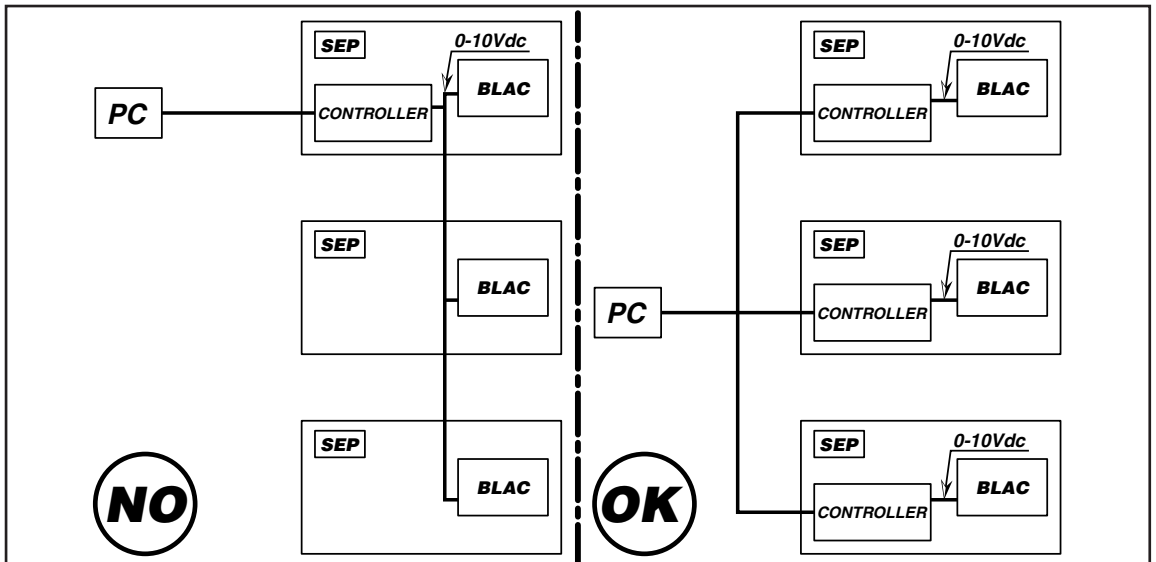 SEP
0-10Vdc
BLAC
PC
CONTROLLER
SEP
BLAC
SEP
BLAC
NO
SEP
0-10Vdc
BLAC
CONTROLLER
SEP
0-10Vdc
BLAC
PC
CONTROLLER
SEP
0-10Vdc
BLAC
OK
CONTROLLER